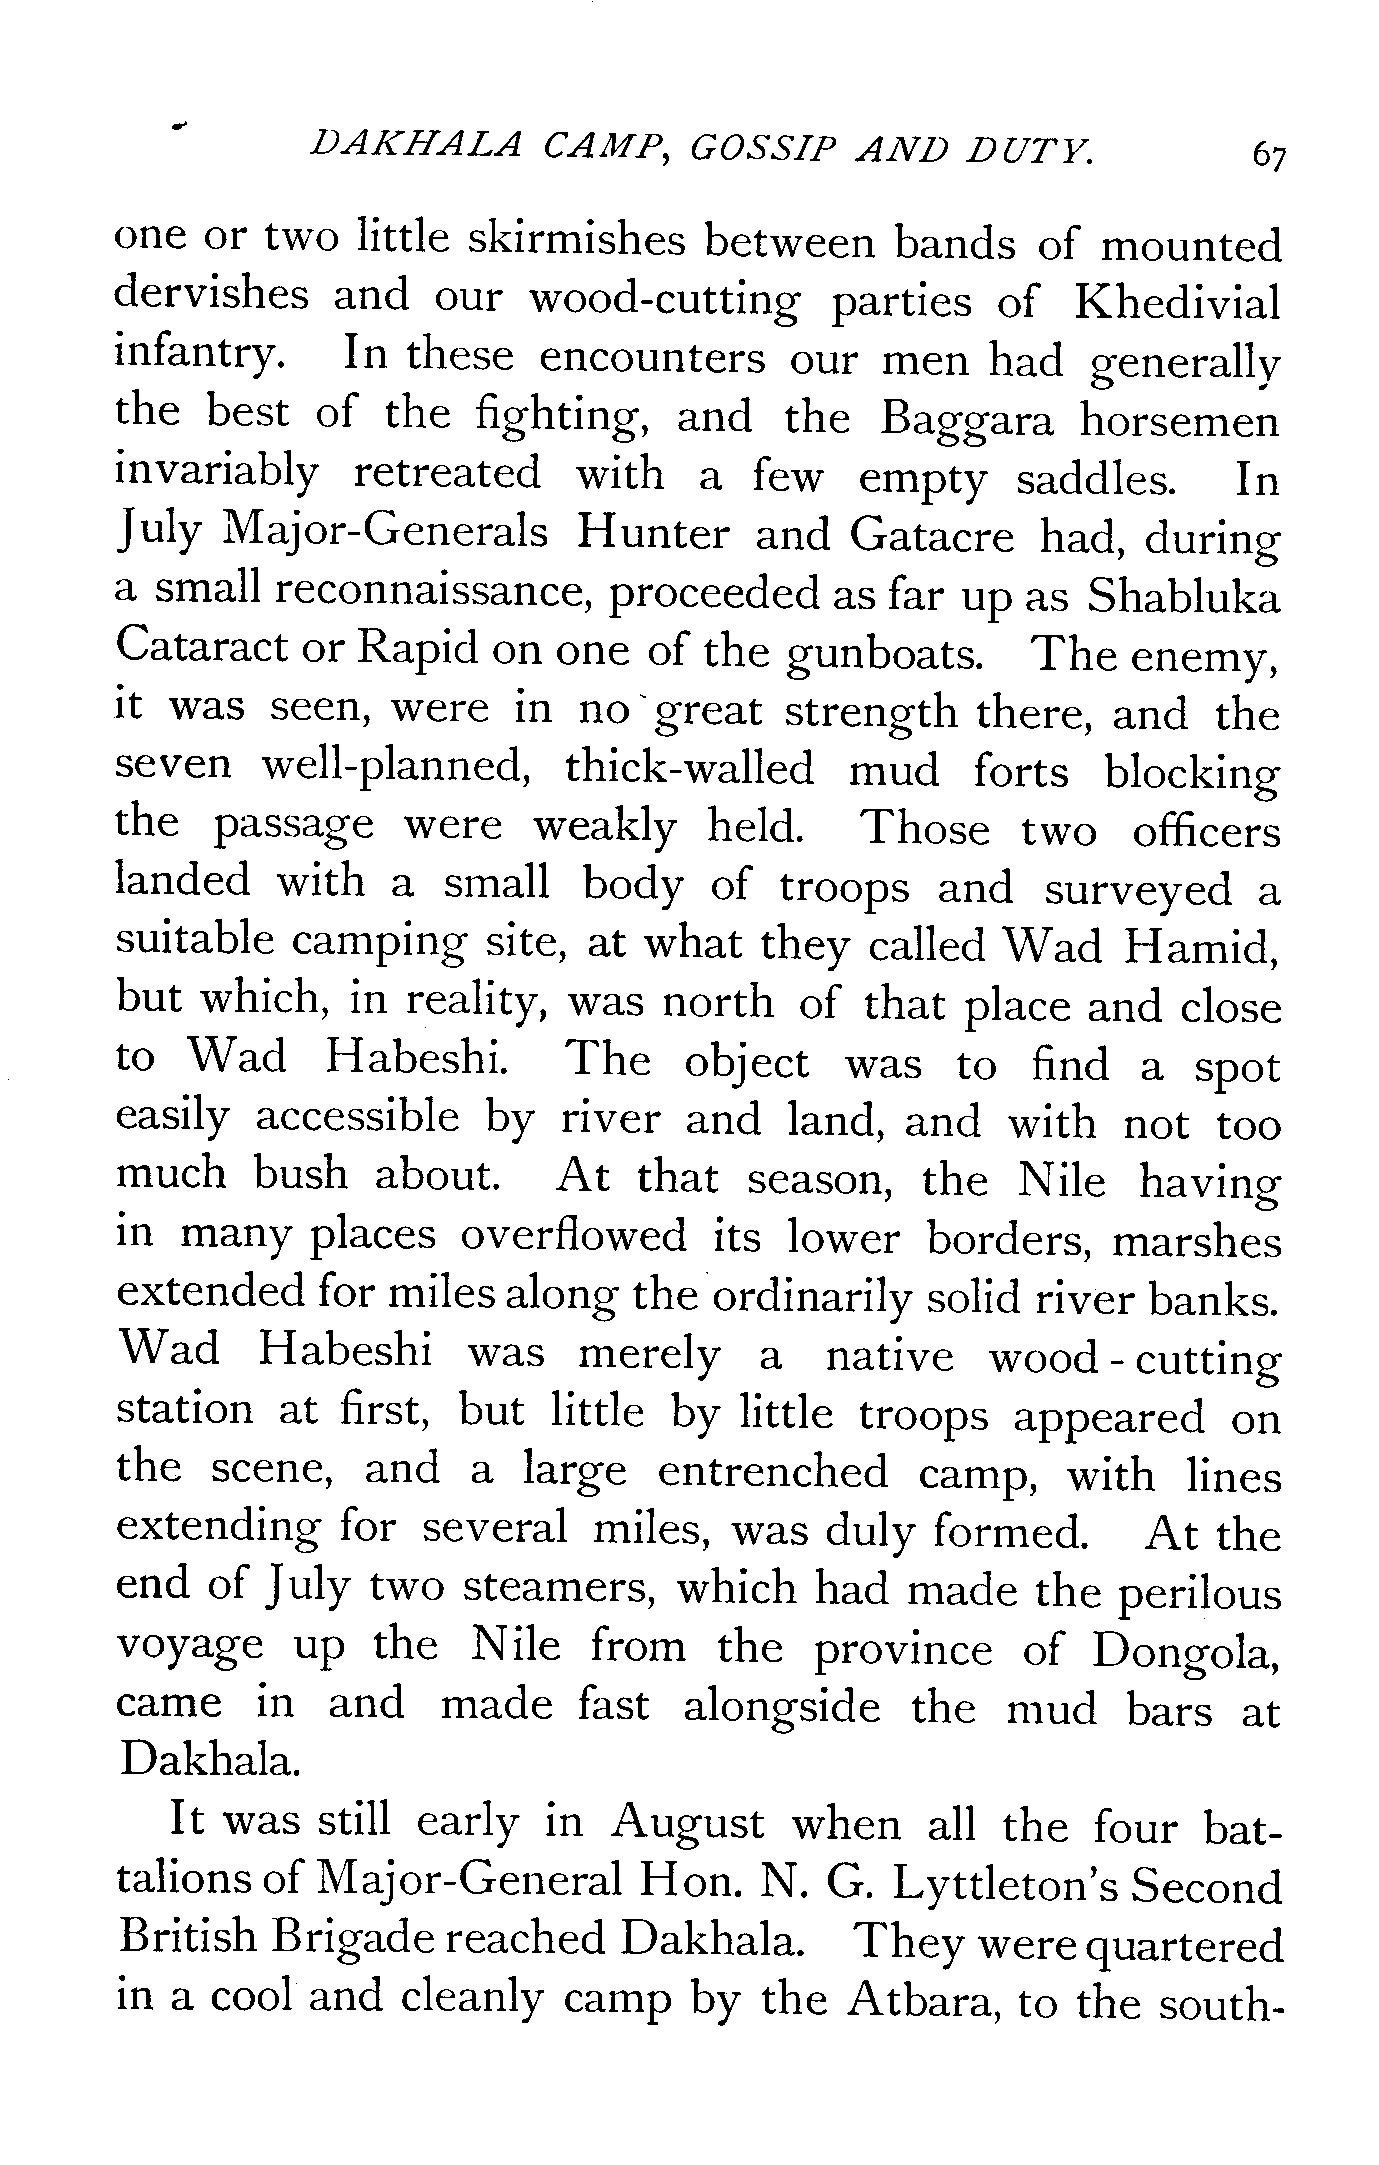 DAKHALA CAMP, GOSSIP AND DUTY. 67
one or two little skirmishes between bands of mounted
dervishes and our wood-cutting parties of Khedivial
infantry. In these encounters our men had generally
the best of the fighting, and the Baggara horsemen
invariably retreated with a few empty saddles. In
July Major-Generals Hunter and Gatacre had, during
a small reconnaissance, proceeded as far up as Shabluka
Cataract or Rapid on one of the gunboats. The enemy,
it was seen, were in no great strength there, and the
seven well-planned, thick-walled mud forts blocking
the passage were weakly held. Those two officers
landed with a small body of troops and surveyed a
suitable camping site, at what they called Wad Hamid,
but which, in reality, was north of that place and close
to Wad Habeshi. The object was to find a spot
easily accessible by river and land, and with not too
much bush about. At that season, the Nile having
in many places overflowed its lower borders, marshes
extended for miles along the ordinarily solid river banks.
Wad Habeshi was merely a native wood-cutting
station at first, but little by little troops appeared on
the scene, and a large entrenched camp, with lines
extending for several miles, was duly formed. At the
end of July two steamers, which had made the perilous
voyage up the Nile from the province of Dongola,
came in and made fast alongside the mud bars at
Dakhala.
It was still early in August when all the four bat-
talions of Major-General Hon. N. G. Lyttleton's Second
British Brigade reached Dakhala. They were quartered
in a cool and cleanly camp by the Atbara, to the south-